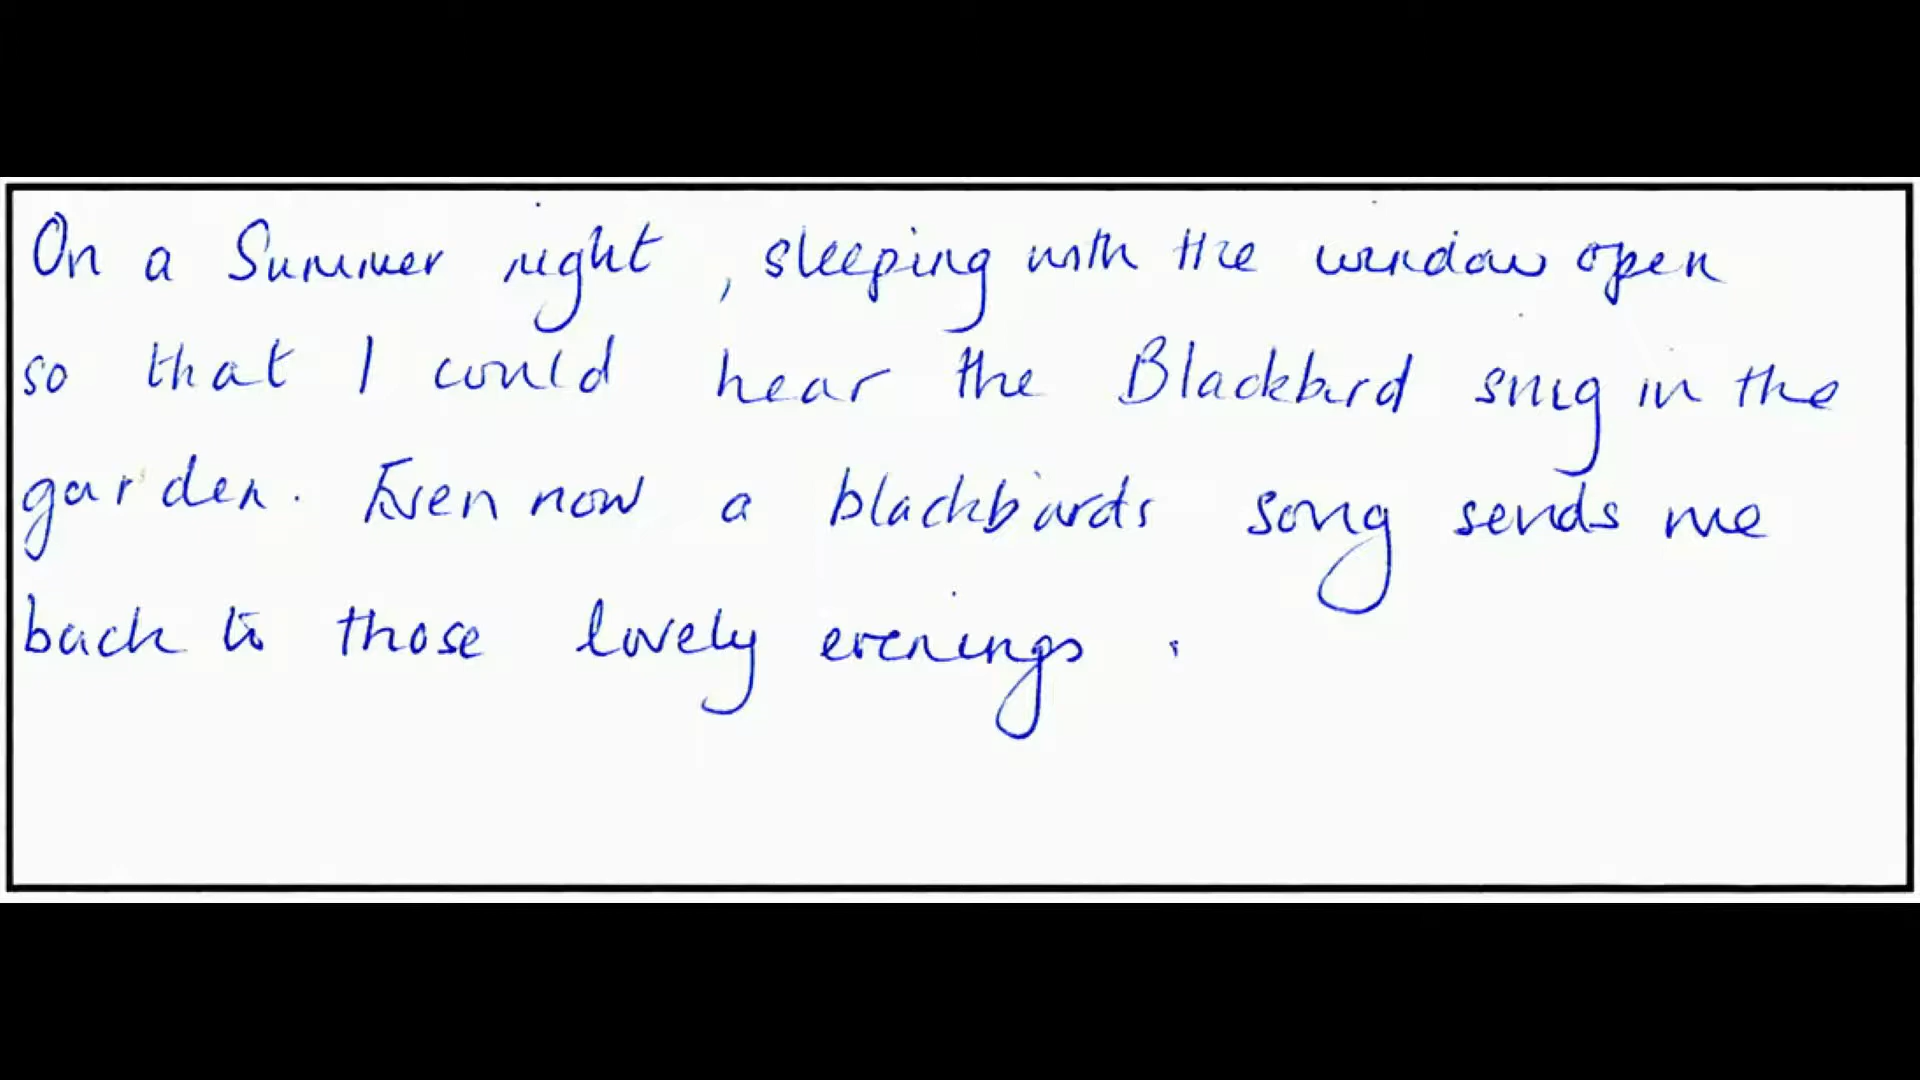 On a Summer night, sleeping with the window open
so that I could hear the Blackbird sing in the
garden. Even now a blackbirds song sends me
back to those lovely evenings.